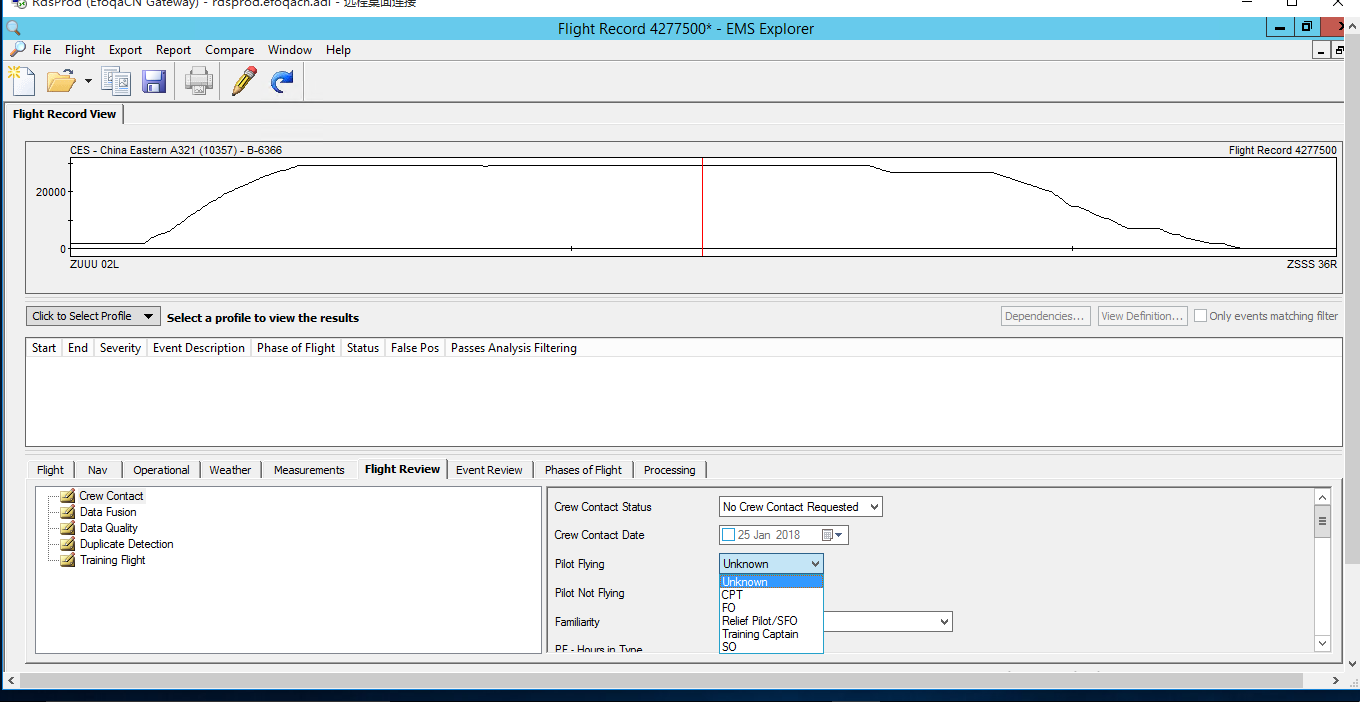 RdsProd (EfoqaCN Gateway) - rdsprod.efoqacn.adi - 远程桌面连接
Flight Record 4277500* - EMS Explorer
File Flight Export Report Compare Window Help
Flight Record View
CES - China Eastern A321 (10357) - B-6366 Flight Record 4277500
20000
0
ZUUU 02L ZSSS 36R
Click to Select Profile Select a profile to view the results Dependencies... View Definition... Only events matching filter
Start End Severity Event Description Phase of Flight Status False Pos Passes Analysis Filtering
Flight Nav Operational Weather Measurements Flight Review Event Review Phases of Flight Processing
Crew Contact
Data Fusion
Data Quality
Duplicate Detection
Training Flight
Crew Contact Status No Crew Contact Requested
Crew Contact Date 25 Jan 2018
Pilot Flying Unknown
Unknown
Pilot Not Flying CPT
FO
Familiarity Relief Pilot/SFO
Training Captain
PF - Hours in Type SO